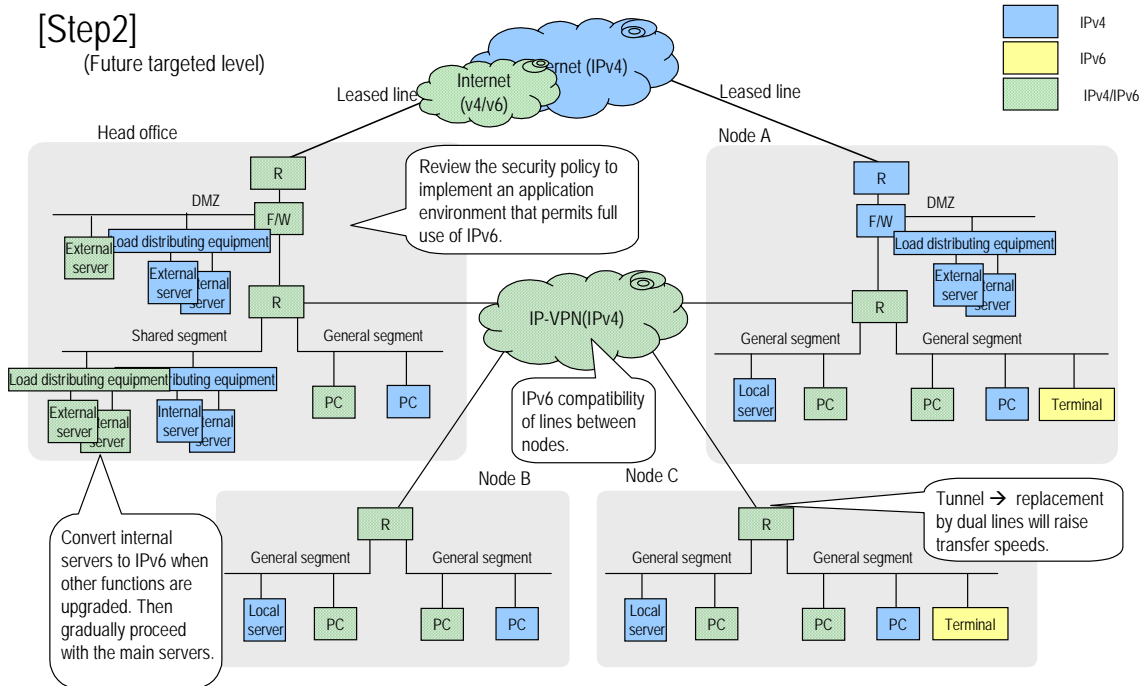 [Step2]
(Future targeted level)
IPv4
IPv6
IPv4/IPv6
ernet (IPv4)
Internet
(v4/v6)
Leased line
Leased line
Head office
R
DMZ
F/W
Load distributing equipment
External
server
External
server
ternal
server
R
Shared segment
General segment
Load distributing equipment
ributing equipment
External
server
ternal
server
Internal
server
ternal
server
PC
PC
Review the security policy to
implement an application
environment that permits full
use of IPv6.
IP-VPN(IPv4)
IPv6 compatibility
of lines between
nodes.
Node A
R
DMZ
F/W
Load distributing equipment
External
server
ternal
server
R
General segment
General segment
Local
server
PC
PC
PC
Terminal
Convert internal
servers to IPv6 when
other functions are
upgraded. Then
gradually proceed
with the main servers.
Node B
R
General segment
General segment
Local
server
PC
PC
PC
Node C
R
General segment
General segment
Local
server
PC
PC
PC
Terminal
Tunnel → replacement
by dual lines will raise
transfer speeds.